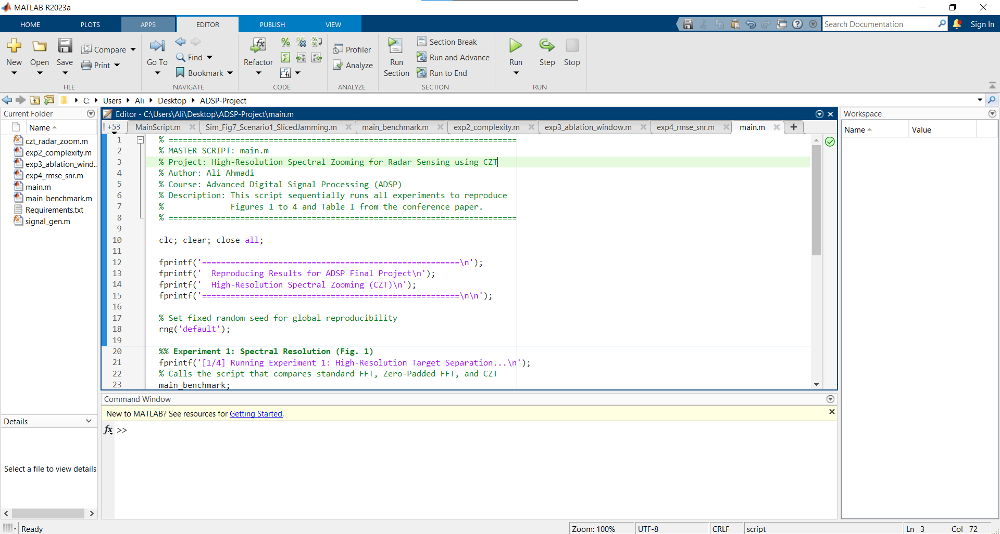 MATLAB R2023a
HOME PLOTS APPS EDITOR PUBLISH VIEW
Search Documentation
Sign In
New Open Save
Compare
Print
FILE
Go To
Find
Bookmark
NAVIGATE
Refactor
CODE
Profiler
Analyze
ANALYZE
Run Section
Section Break
Run and Advance
Run to End
SECTION
Run Step Stop
RUN
C: Users Ali Desktop ADSP-Project
Current Folder
Name
czt_radar_zoom.m
exp2_complexity.m
exp3_ablation_wind..
exp4_rmse_snr.m
main.m
main_benchmark.m
Requirements.txt
signal_gen.m
Details
Select a file to view details
Editor - C:\Users\Ali\Desktop\ADSP-Project\main.m
+53 MainScript.m Sim_Fig7_Scenario1_SlicedJamming.m main_benchmark.m exp2_complexity.m exp3_ablation_window.m exp4_rmse_snr.m main.m
1 % =========================================================================
2 % MASTER SCRIPT: main.m
3 % Project: High-Resolution Spectral Zooming for Radar Sensing using CZT
4 % Author: Ali Ahmadi
5 % Course: Advanced Digital Signal Processing (ADSP)
6 % Description: This script sequentially runs all experiments to reproduce
7 %              Figures 1 to 4 and Table I from the conference paper.
8 % =========================================================================
9
10 clc; clear; close all;
11
12 fprintf('======================================================\n');
13 fprintf('  Reproducing Results for ADSP Final Project\n');
14 fprintf('  High-Resolution Spectral Zooming (CZT)\n');
15 fprintf('======================================================\n\n');
16
17 % Set fixed random seed for global reproducibility
18 rng('default');
19
20 %% Experiment 1: Spectral Resolution (Fig. 1)
21 fprintf('[1/4] Running Experiment 1: High-Resolution Target Separation...\n');
22 % Calls the script that compares standard FFT, Zero-Padded FFT, and CZT
23 main_benchmark;
Command Window
New to MATLAB? See resources for Getting Started.
fx >>
Workspace
Name Value
Ready
Zoom: 100% UTF-8 CRLF script Ln 3 Col 72